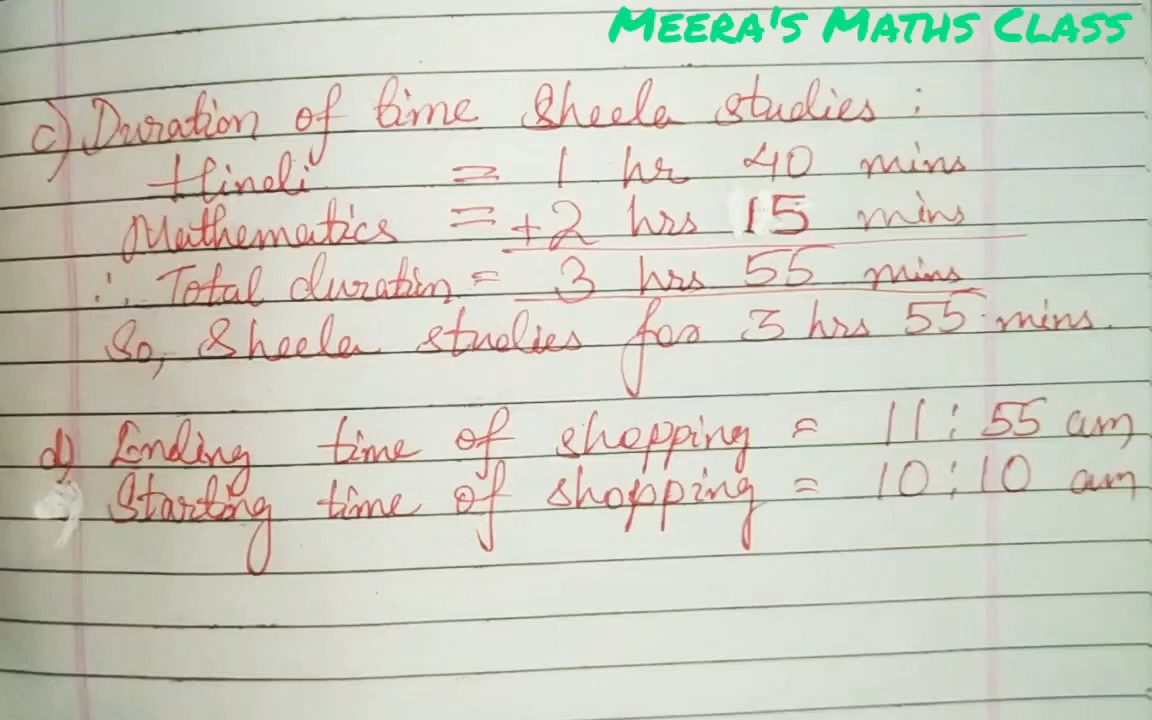 MEERA'S MATHS CLASS
c) Duration of time Sheela studies :
Hindi = 1 hr 40 mins
Mathematics = +2 hrs 15 mins
∴ Total duration = 3 hrs 55 mins
So, Sheela studies for 3 hrs 55 mins.
d) Ending time of shopping = 11:55 am
Starting time of shopping = 10:10 am